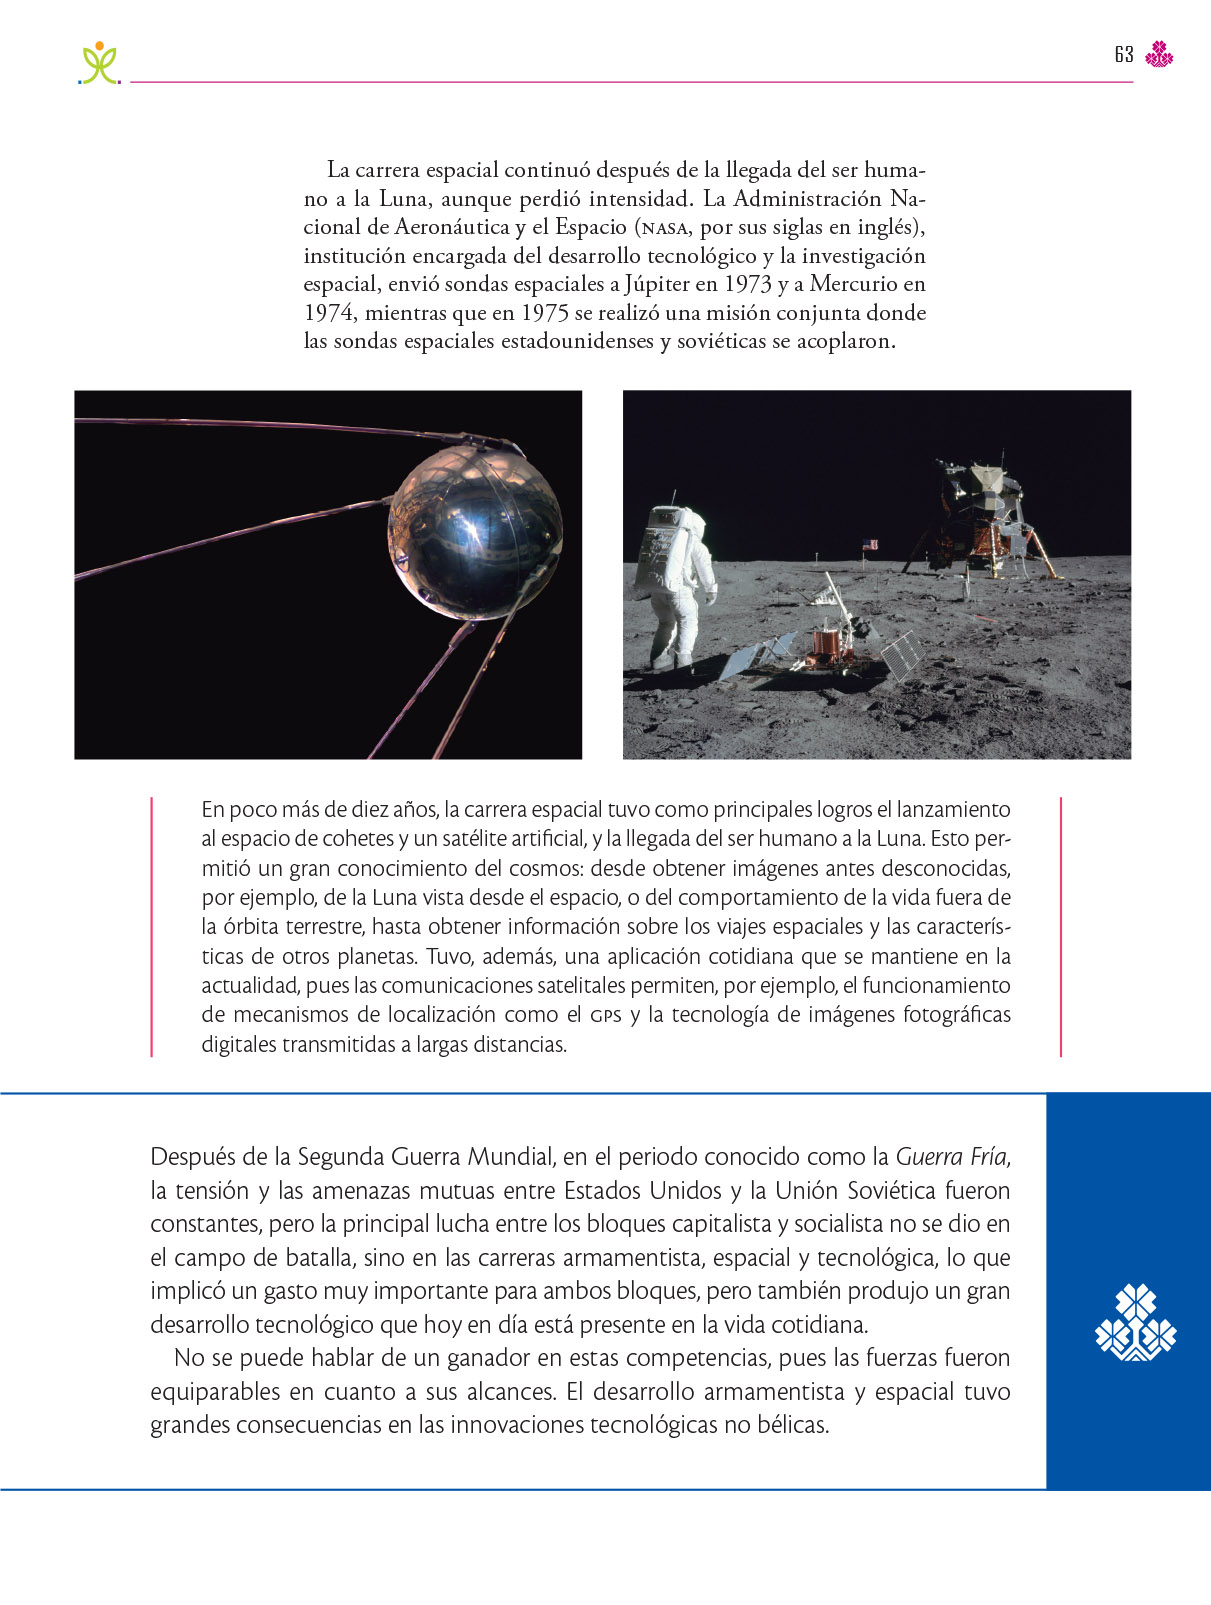 63
La carrera espacial continuó después de la llegada del ser huma-
no a la Luna, aunque perdió intensidad. La Administración Na-
cional de Aeronáutica y el Espacio (NASA, por sus siglas en inglés),
institución encargada del desarrollo tecnológico y la investigación
espacial, envió sondas espaciales a Júpiter en 1973 y a Mercurio en
1974, mientras que en 1975 se realizó una misión conjunta donde
las sondas espaciales estadounidenses y soviéticas se acoplaron.
En poco más de diez años, la carrera espacial tuvo como principales logros el lanzamiento
al espacio de cohetes y un satélite artificial, y la llegada del ser humano a la Luna. Esto per-
mitió un gran conocimiento del cosmos: desde obtener imágenes antes desconocidas,
por ejemplo, de la Luna vista desde el espacio, o del comportamiento de la vida fuera de
la órbita terrestre, hasta obtener información sobre los viajes espaciales y las caracterís-
ticas de otros planetas. Tuvo, además, una aplicación cotidiana que se mantiene en la
actualidad, pues las comunicaciones satelitales permiten, por ejemplo, el funcionamiento
de mecanismos de localización como el GPS y la tecnología de imágenes fotográficas
digitales transmitidas a largas distancias.
Después de la Segunda Guerra Mundial, en el periodo conocido como la Guerra Fría,
la tensión y las amenazas mutuas entre Estados Unidos y la Unión Soviética fueron
constantes, pero la principal lucha entre los bloques capitalista y socialista no se dio en
el campo de batalla, sino en las carreras armamentista, espacial y tecnológica, lo que
implicó un gasto muy importante para ambos bloques, pero también produjo un gran
desarrollo tecnológico que hoy en día está presente en la vida cotidiana.
No se puede hablar de un ganador en estas competencias, pues las fuerzas fueron
equiparables en cuanto a sus alcances. El desarrollo armamentista y espacial tuvo
grandes consecuencias en las innovaciones tecnológicas no bélicas.